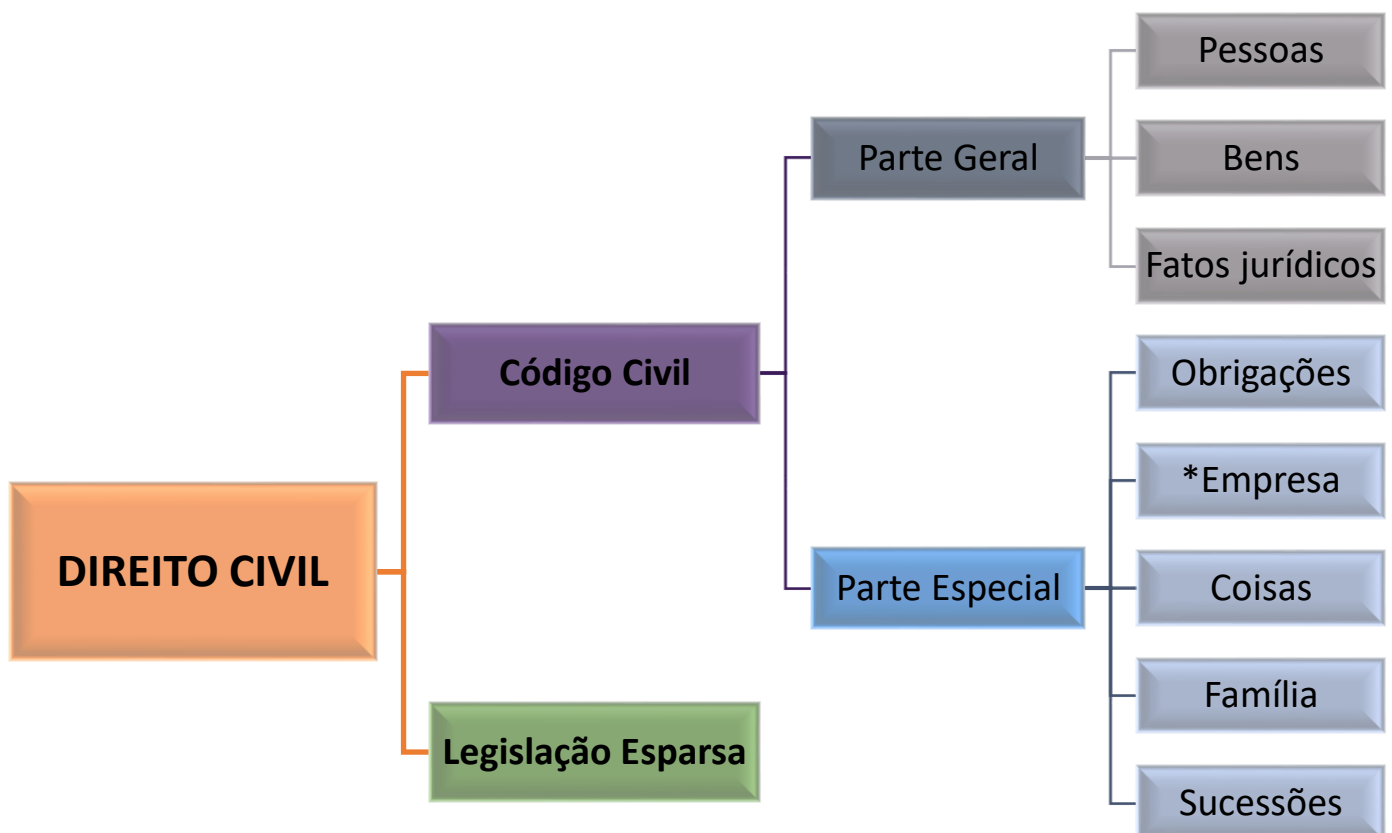 DIREITO CIVIL
Código Civil
Parte Geral
Pessoas
Bens
Fatos jurídicos
Parte Especial
Obrigações
*Empresa
Coisas
Família
Sucessões
Legislação Esparsa